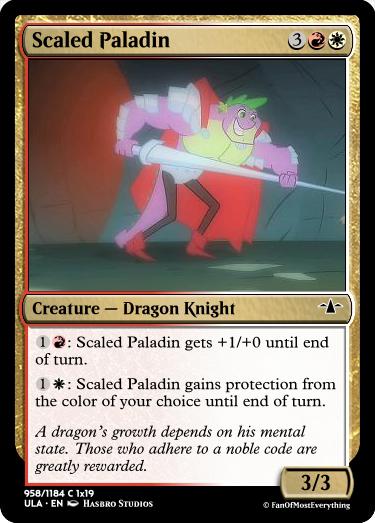 Scaled Paladin 3
Creature — Dragon Knight
1 : Scaled Paladin gets +1/+0 until end
of turn.
1 : Scaled Paladin gains protection from
the color of your choice until end of turn.
A dragon's growth depends on his mental
state. Those who adhere to a noble code are
greatly rewarded.
3/3
958/1184 C 1x19
ULA • EN Hasbro Studios
© FanOfMostEverything